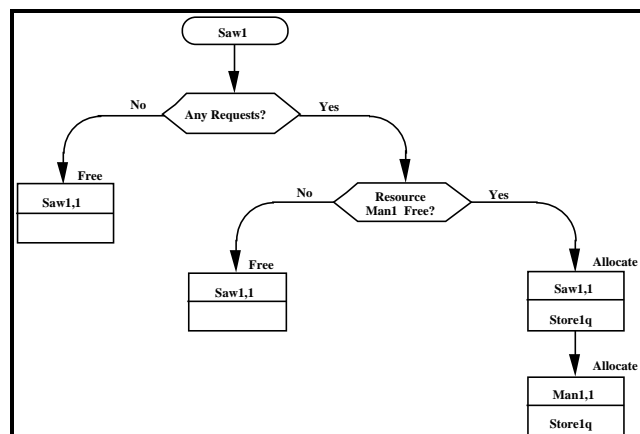 Saw1
Any Requests?
No
Yes
Free
Saw1,1
Resource
Man1 Free?
No
Yes
Free
Saw1,1
Allocate
Saw1,1
Store1q
Allocate
Man1,1
Store1q